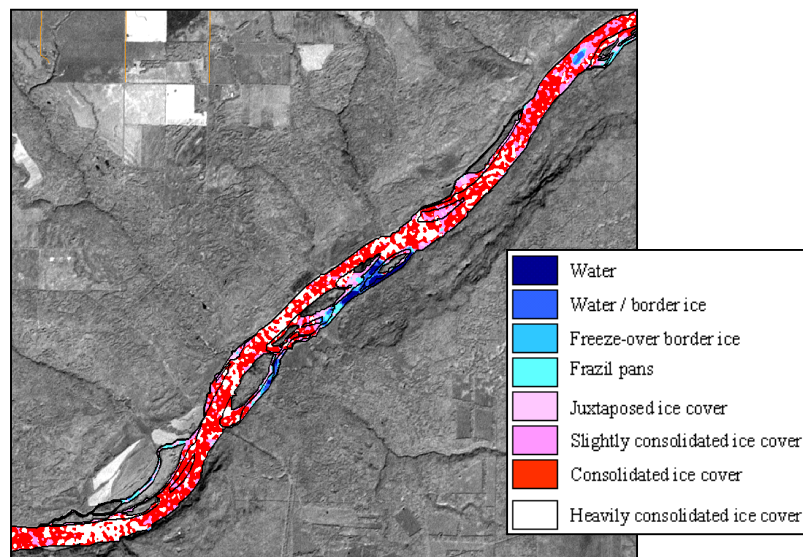 Water
Water / border ice
Freeze-over border ice
Frazil pans
Juxtaposed ice cover
Slightly consolidated ice cover
Consolidated ice cover
Heavily consolidated ice cover